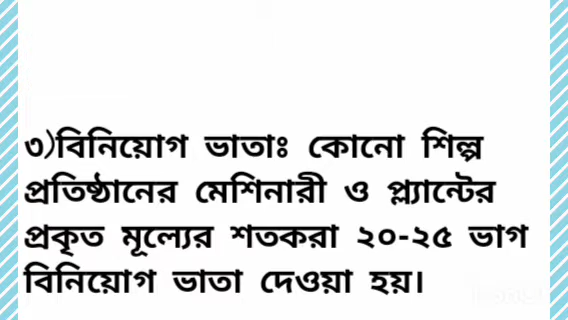 ৩)বিনিয়োগ ভাতাঃ কোনো শিল্প
প্রতিষ্ঠানের মেশিনারী ও প্ল্যান্টের
প্রকৃত মূল্যের শতকরা ২০-২৫ ভাগ
বিনিয়োগ ভাতা দেওয়া হয়।